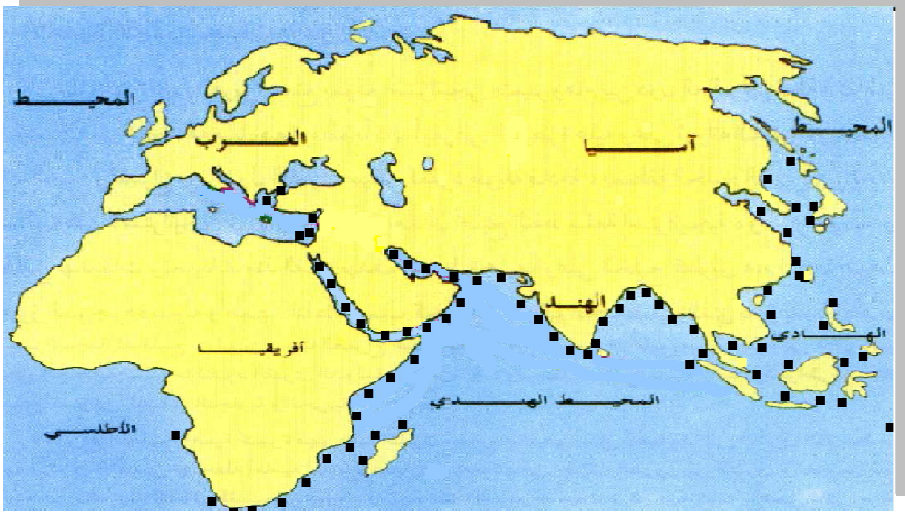 المحيط
المحيط
الغرب
آسيا
الهند
الهادي
أفريقيا
المحيط الهندي
الأطلسي